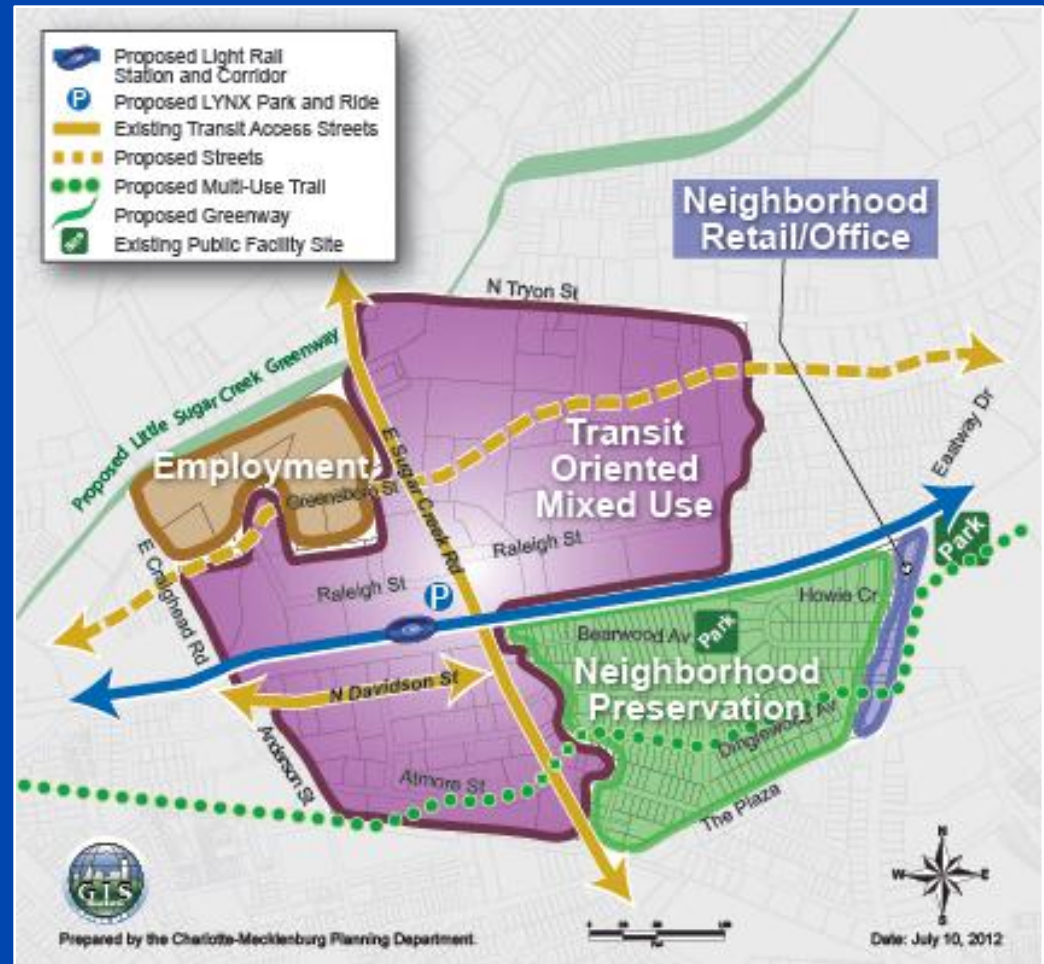 Proposed Light Rail
Station and Corridor
P
Proposed LYNX Park and Ride
Existing Transit Access Streets
Proposed Streets
Proposed Multi-Use Trail
Proposed Greenway
Existing Public Facility Site
Neighborhood
Retail/Office
N Tryon St
Proposed Little Sugar Creek Greenway
E Sugar Creek Rd
Eastway Dr
Employment
Transit
Oriented
Mixed Use
Greensboro St
Raleigh St
E Craighead Rd
Raleigh St
P
Park
Howie Cr
Bearwood Av
Park
Neighborhood
Preservation
N Davidson St
Dinglewood Av
Anderson St
Atmore St
The Plaza
GIS
N
W
E
S
Prepared by the Charlotte-Mecklenburg Planning Department.
Date: July 10, 2012